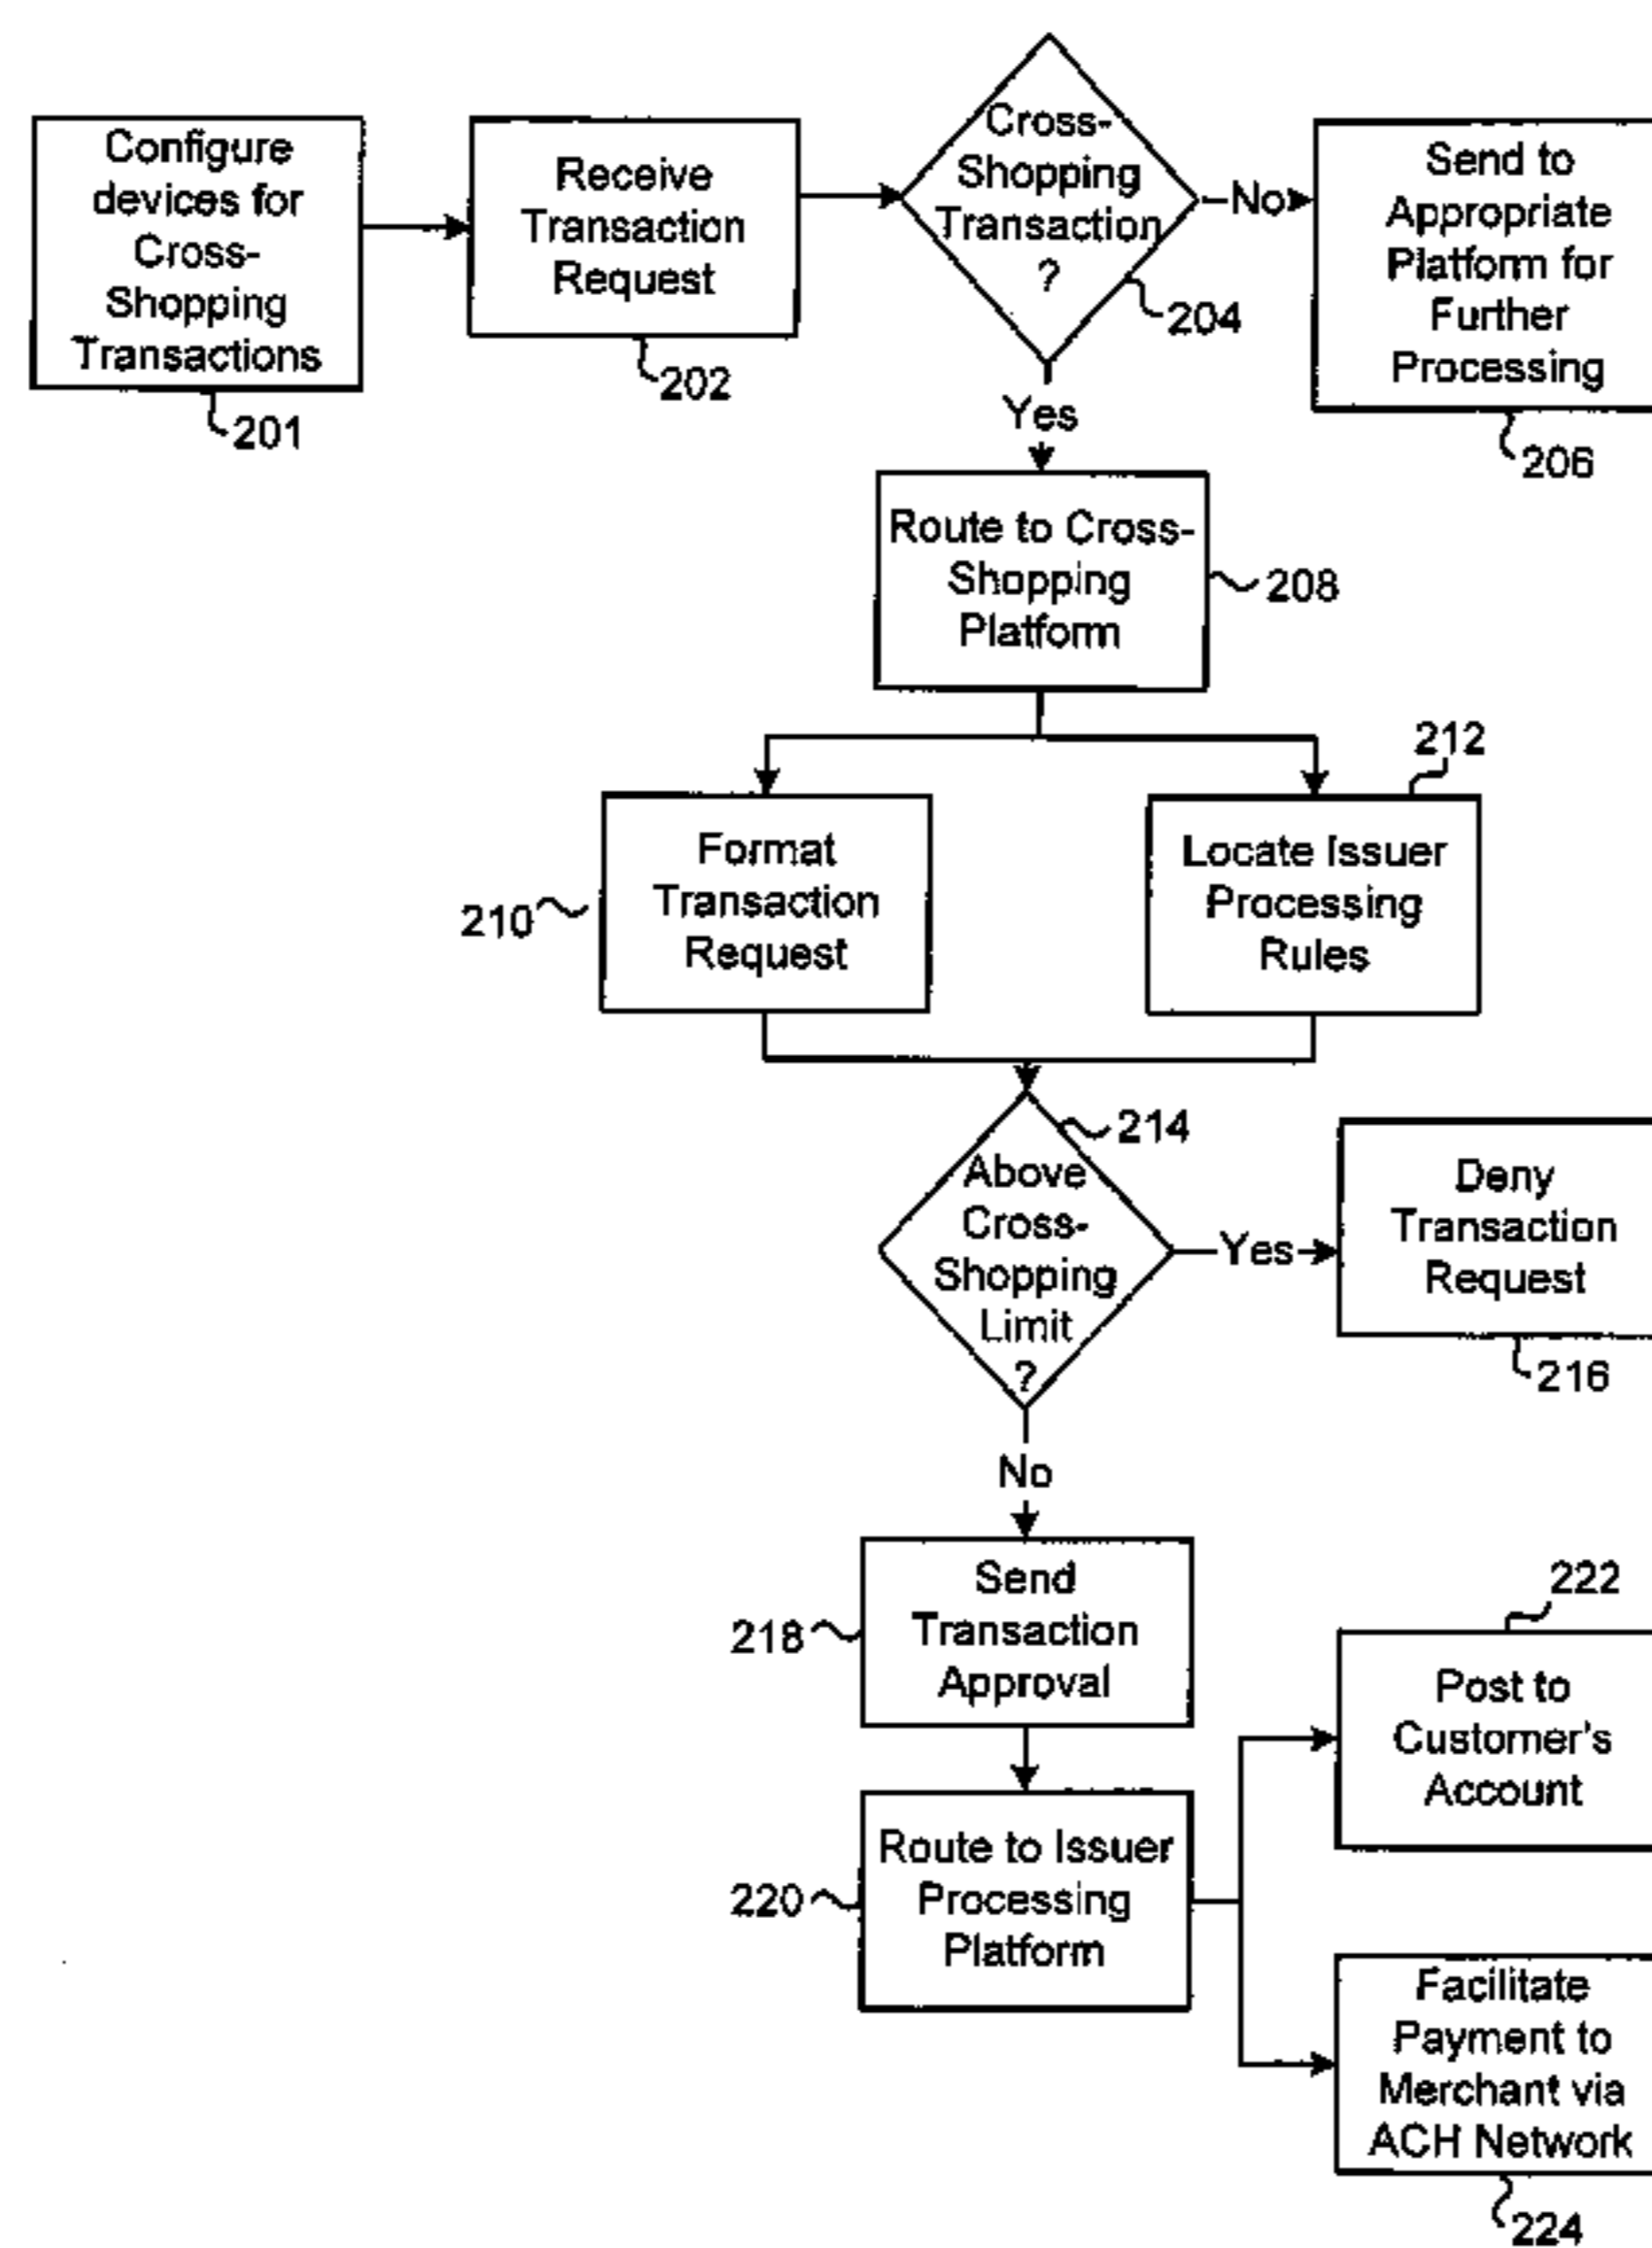 Configure
devices for
Cross-
Shopping
Transactions
201
Receive
Transaction
Request
202
Cross-
Shopping
Transaction
?
204
No
Send to
Appropriate
Platform for
Further
Processing
206
Yes
Route to Cross-
Shopping
Platform
208
Format
Transaction
Request
210
212
Locate Issuer
Processing
Rules
214
Above
Cross-
Shopping
Limit
?
Yes
Deny
Transaction
Request
216
No
Send
Transaction
Approval
218
Route to Issuer
Processing
Platform
220
222
Post to
Customer's
Account
Facilitate
Payment to
Merchant via
ACH Network
224